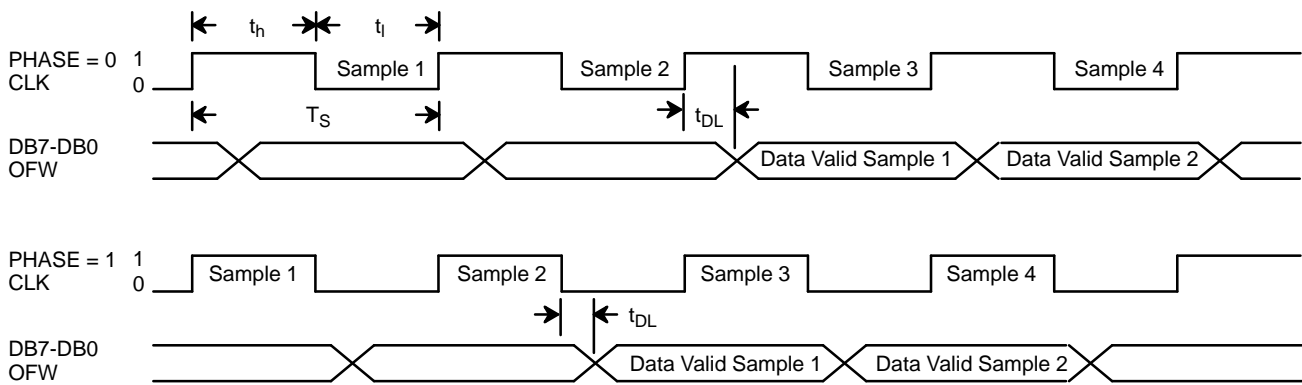 t_h t_l
PHASE = 0 1
CLK 0
Sample 1 Sample 2 Sample 3 Sample 4
T_S t_DL
DB7-DB0
OFW
Data Valid Sample 1 Data Valid Sample 2
PHASE = 1 1
CLK 0
Sample 1 Sample 2 Sample 3 Sample 4
t_DL
DB7-DB0
OFW
Data Valid Sample 1 Data Valid Sample 2